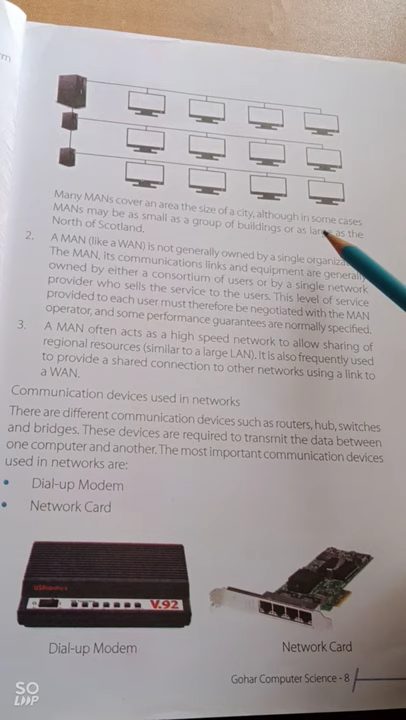 Many MANs cover an area the size of a city, although in some cases
MANs may be as small as a group of buildings or as as the
North of Scotland.
2. A MAN (like a WAN) is not generally owned by a single
The MAN, its communications links and equipment are
owned by either a consortium of users or by a single network
provider who sells the service to the users. This level of service
provided to each user must therefore be negotiated with the MAN
operator, and some performance guarantees are normally specified.
3. A MAN often acts as a high speed network to allow sharing of
regional resources (similar to a large LAN). It is also frequently used
to provide a shared connection to other networks using a link to
a WAN.
Communication devices used in networks
There are different communication devices such as routers, hub, switches
and bridges. These devices are required to transmit the data between
one computer and another. The most important communication devices
used in networks are:
• Dial-up Modem
• Network Card
V.92
Dial-up Modem
Network Card
Gohar Computer Science - 8
SO
LOOP